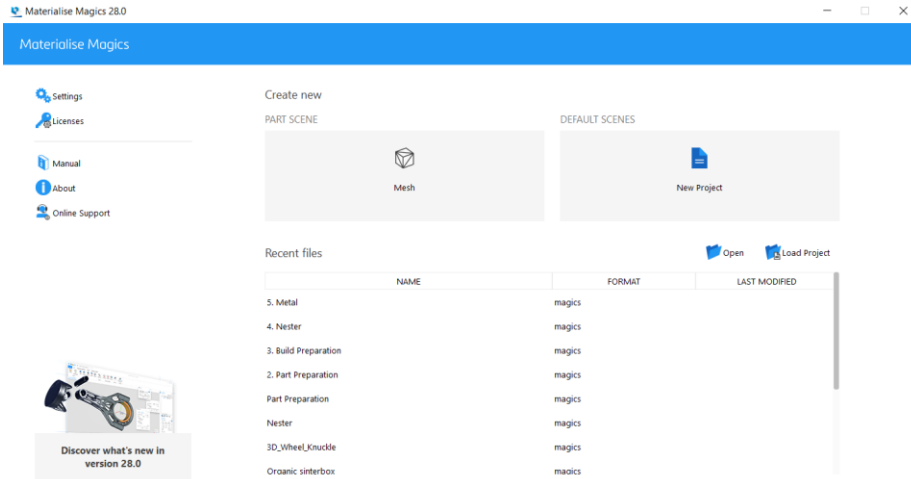 Materialise Magics 28.0
Materialise Magics
Settings
Licenses
Manual
About
Online Support
Create new
PART SCENE
DEFAULT SCENES
Mesh
New Project
Recent files
Open
Load Project
NAME FORMAT LAST MODIFIED
5. Metal magics
4. Nester magics
3. Build Preparation magics
2. Part Preparation magics
Part Preparation magics
Nester magics
3D_Wheel_Knuckle magics
Organic sinterbox magics
Discover what's new in
version 28.0